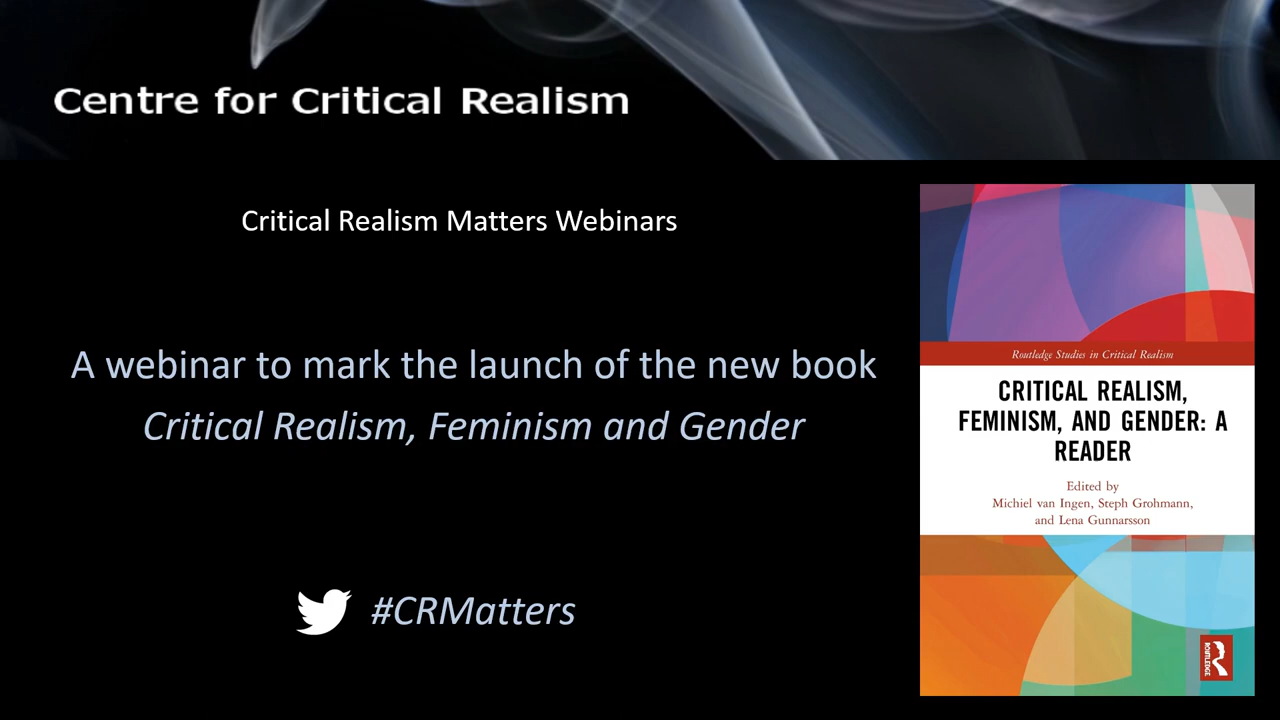 Centre for Critical Realism
Critical Realism Matters Webinars
A webinar to mark the launch of the new book
Critical Realism, Feminism and Gender
#CRMatters
Routledge Studies in Critical Realism
CRITICAL REALISM,
FEMINISM, AND GENDER: A
READER
Edited by
Michiel van Ingen, Steph Grohmann,
and Lena Gunnarsson
ROUTLEDGE